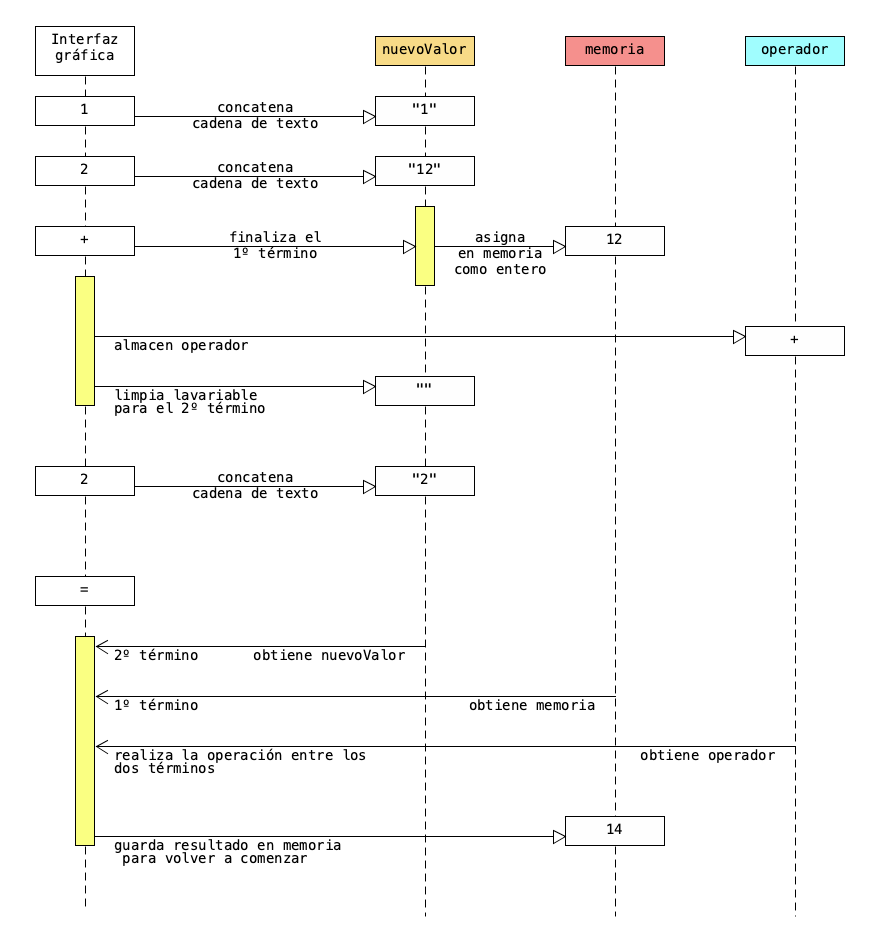 Interfaz
gráfica
nuevoValor
memoria
operador
1
concatena
cadena de texto
"1"
2
concatena
cadena de texto
"12"
+
finaliza el
1º término
asigna
en memoria
como entero
12
almacen operador
+
limpia lavariable
para el 2º término
""
2
concatena
cadena de texto
"2"
=
2º término
obtiene nuevoValor
1º término
obtiene memoria
realiza la operación entre los
dos términos
obtiene operador
guarda resultado en memoria
para volver a comenzar
14